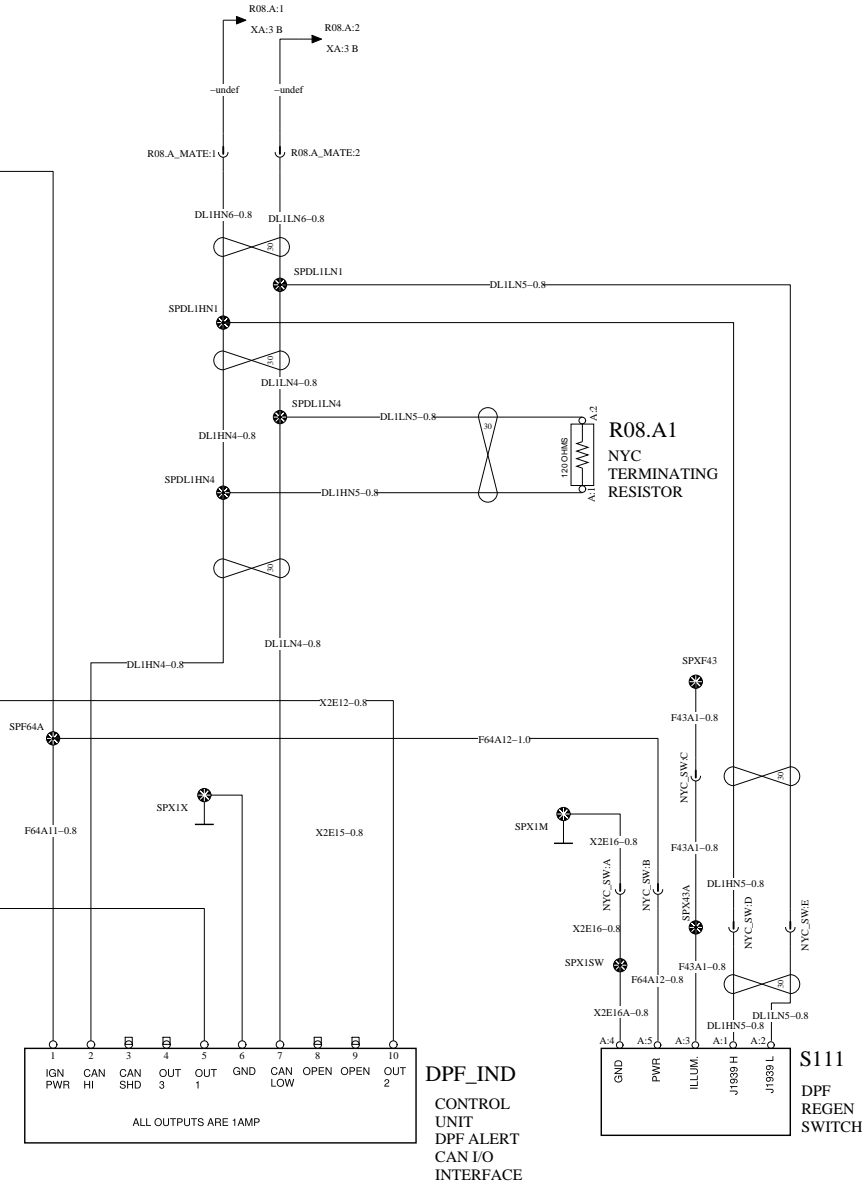 R08.A:1
XA:3 B
R08.A:2
XA:3 B
–undef
–undef
R08.A_MATE:1
R08.A_MATE:2
DL1HN6–0.8
DL1LN6–0.8
30
SPDL1LN1
DL1LN5–0.8
SPDL1HN1
30
DL1LN4–0.8
SPDL1LN4
DL1LN5–0.8
A:2
30
DL1HN4–0.8
120 OHMS
R08.A1
NYC
TERMINATING
RESISTOR
SPDL1HN4
DL1HN5–0.8
A:1
30
DL1LN4–0.8
DL1HN4–0.8
SPXF43
X2E12–0.8
F43A1–0.8
SPF64A
F64A12–1.0
NYC_SW:C
30
SPX1X
SPX1M
F64A11–0.8
X2E15–0.8
X2E16–0.8
F43A1–0.8
NYC_SW:A
NYC_SW:B
DL1HN5–0.8
SPX43A
NYC_SW:D
NYC_SW:E
X2E16–0.8
SPX1SW
F43A1–0.8
F64A12–0.8
30
X2E16A–0.8
DL1LN5–0.8
DL1HN5–0.8
A:4
A:5
A:3
A:1
A:2
1
2
3
4
5
6
7
8
9
10
IGN
PWR
CAN
HI
CAN
SHD
OUT
3
OUT
1
GND
CAN
LOW
OPEN
OPEN
OUT
2
ALL OUTPUTS ARE 1AMP
DPF_IND
CONTROL
UNIT
DPF ALERT
CAN I/O
INTERFACE
GND
PWR
ILLUM.
J1939 H
J1939 L
S111
DPF
REGEN
SWITCH